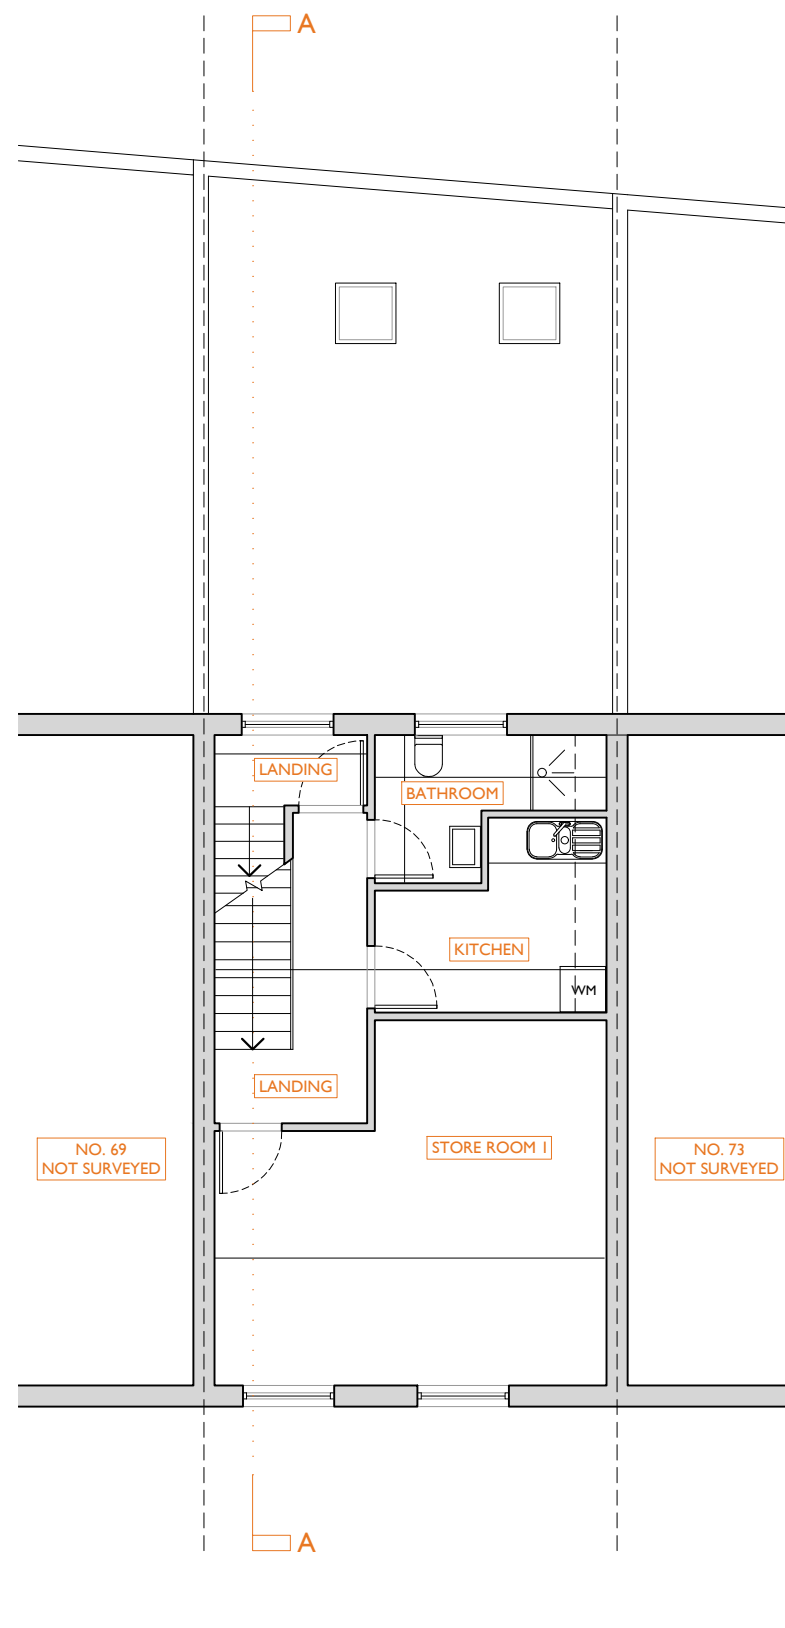 A
LANDING
BATHROOM
KITCHEN
WM
LANDING
NO. 69
NOT SURVEYED
STORE ROOM 1
NO. 73
NOT SURVEYED
A